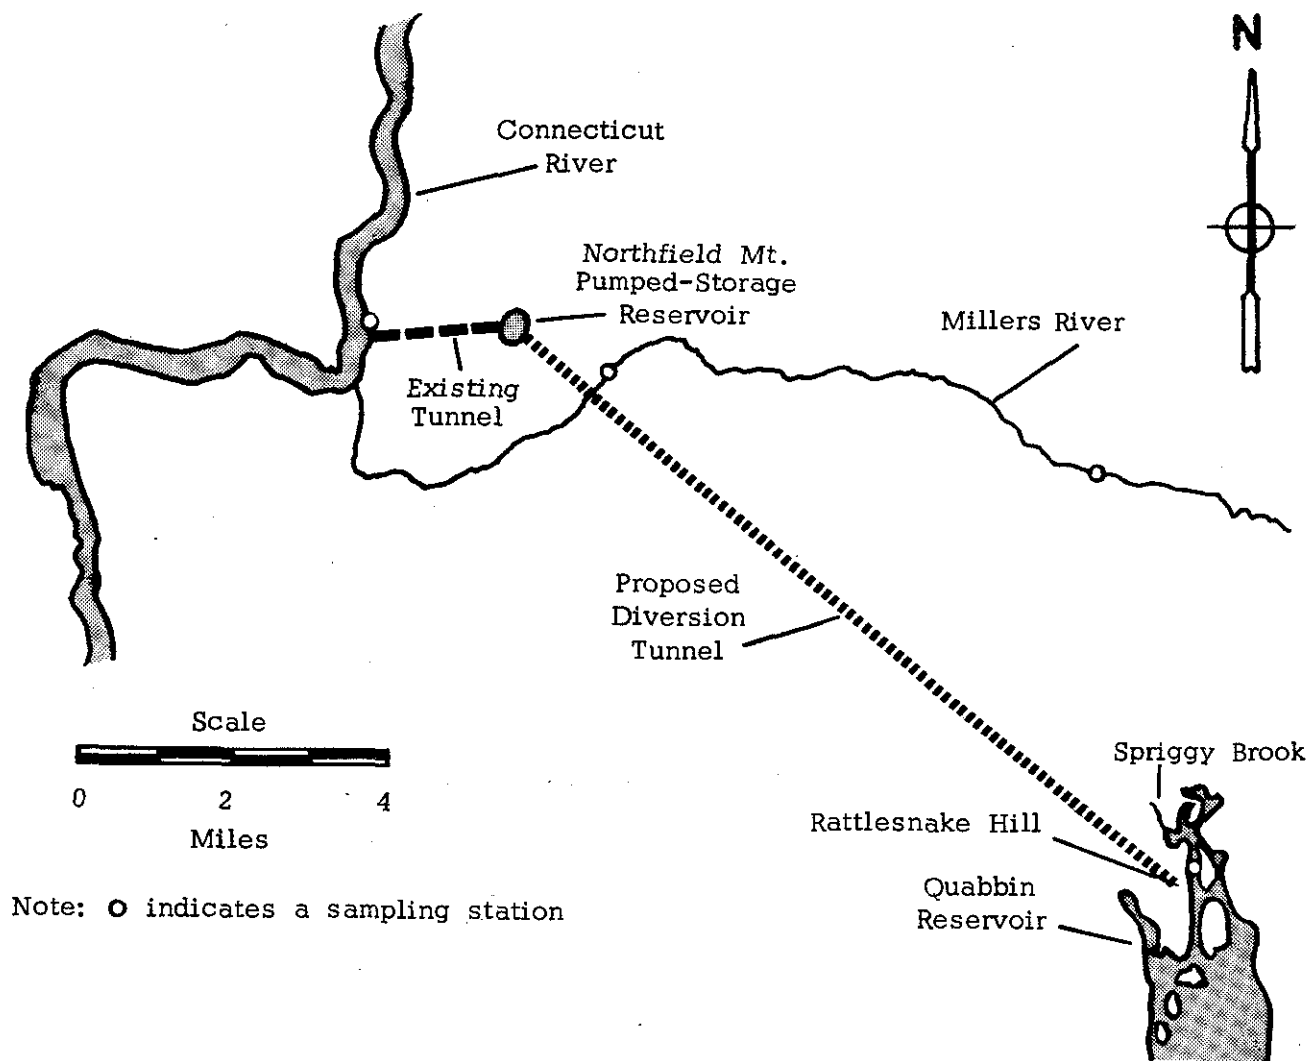 N
Connecticut
River
Northfield Mt.
Pumped-Storage
Reservoir
Millers River
Existing
Tunnel
Proposed
Diversion
Tunnel
Scale
0 2 4
Miles
Spriggy Brook
Rattlesnake Hill
Quabbin
Reservoir
Note: o indicates a sampling station